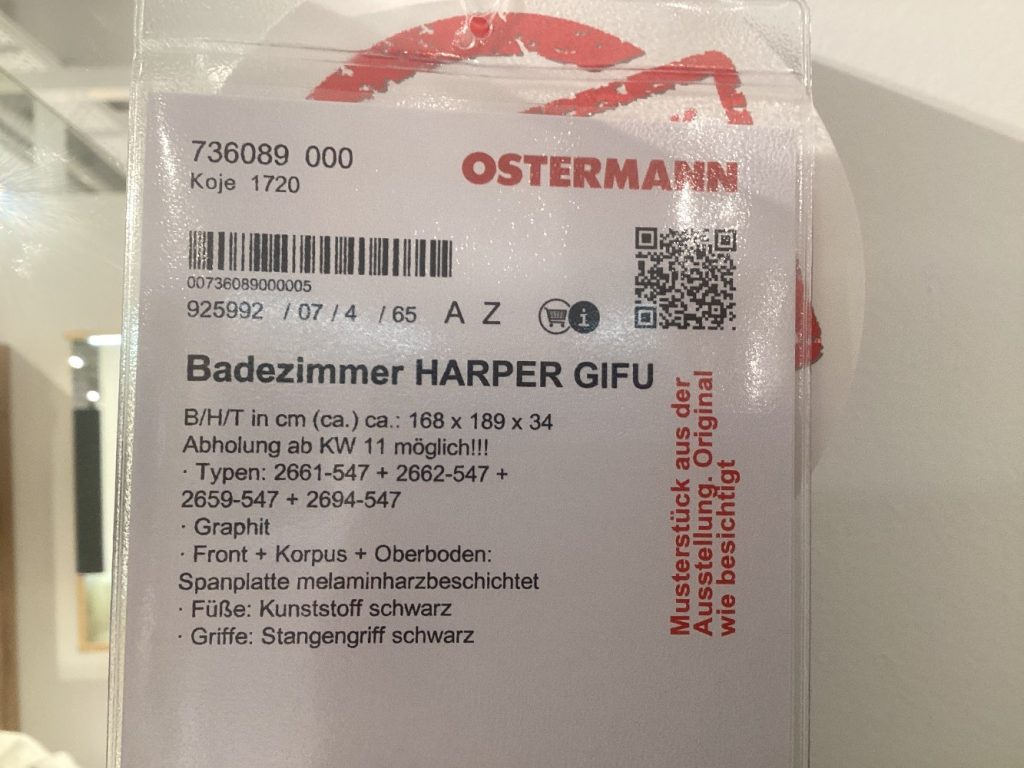 736089 000
Koje 1720
OSTERMANN
00736089000005
925992 / 07 / 4 / 65 A Z
i
Badezimmer HARPER GIFU
B/H/T in cm (ca.) ca.: 168 x 189 x 34
Abholung ab KW 11 möglich!!!
· Typen: 2661-547 + 2662-547 +
2659-547 + 2694-547
· Graphit
· Front + Korpus + Oberboden:
Spanplatte melaminharzbeschichtet
· Füße: Kunststoff schwarz
· Griffe: Stangengriff schwarz
Musterstück aus der
Ausstellung. Original
wie besichtigt